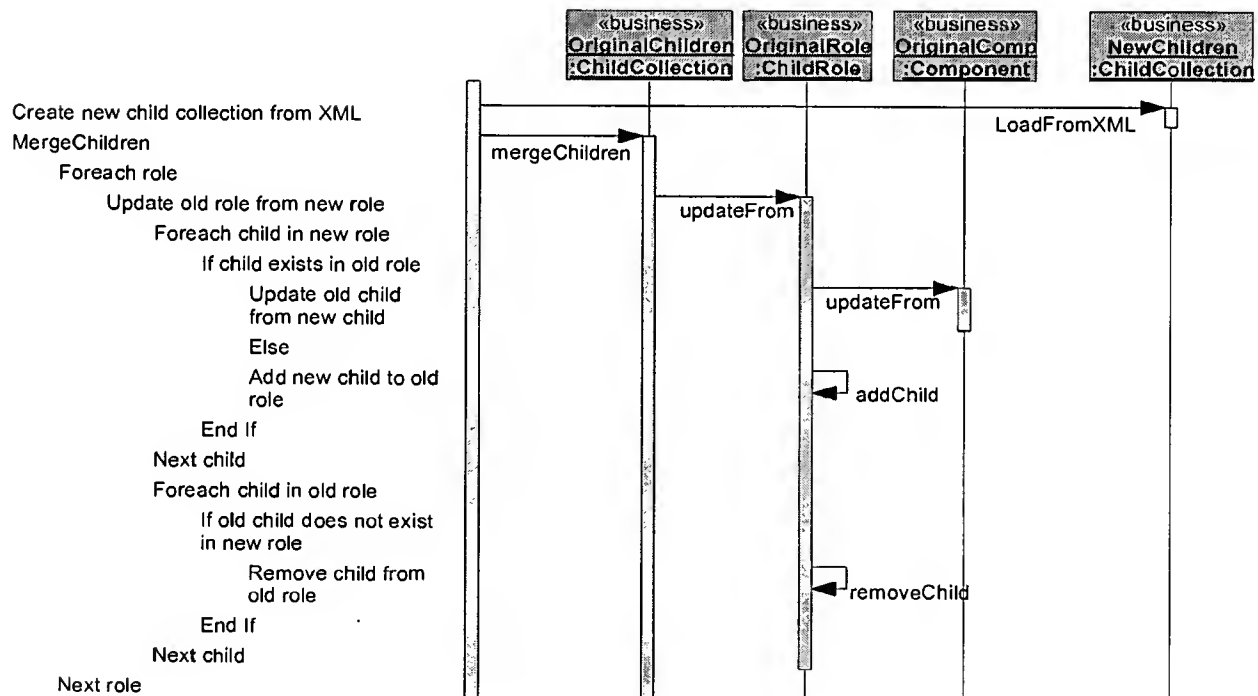 «business» «business» «business» «business»
OriginalChildren OriginalRole OriginalComp NewChildren
:ChildCollection :ChildRole :Component :ChildCollection
Create new child collection from XML
LoadFromXML
MergeChildren
mergeChildren
Foreach role
Update old role from new role
updateFrom
Foreach child in new role
If child exists in old role
Update old child
from new child
updateFrom
Else
Add new child to old
role
addChild
End If
Next child
Foreach child in old role
If old child does not exist
in new role
Remove child from
old role
removeChild
End If
Next child
Next role